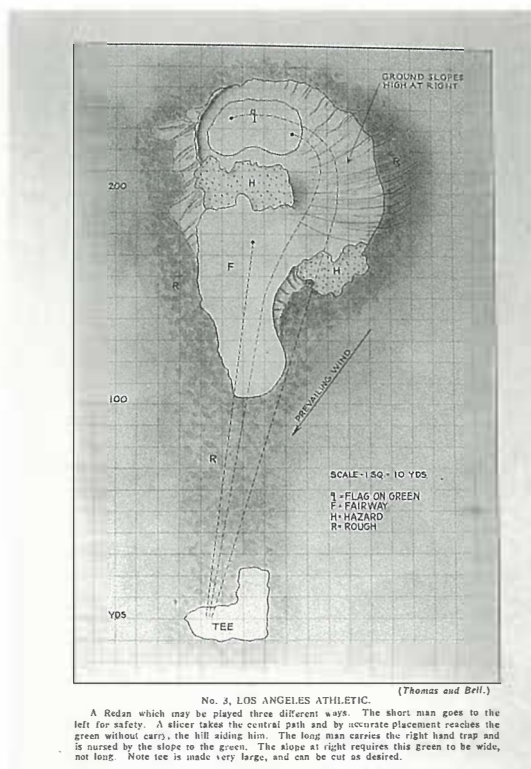 GROUND SLOPES
HIGH AT RIGHT
R
200
H
F
H
R
PREVAILING WIND
100
R
SCALE-1 SQ.= 10 YDS.
=FLAG ON GREEN
F=FAIRWAY
H=HAZARD
R=ROUGH
YDS
TEE
(Thomas and Bell.)
No. 3, LOS ANGELES ATHLETIC.
A Redan which may be played three different ways. The short man goes to the
left for safety. A slicer takes the central path and by accurate placement reaches the
green without carry, the hill aiding him. The long man carries the right hand trap and
is nursed by the slope to the green. The slope at right requires this green to be wide,
not long. Note tee is made very large, and can be cut as desired.